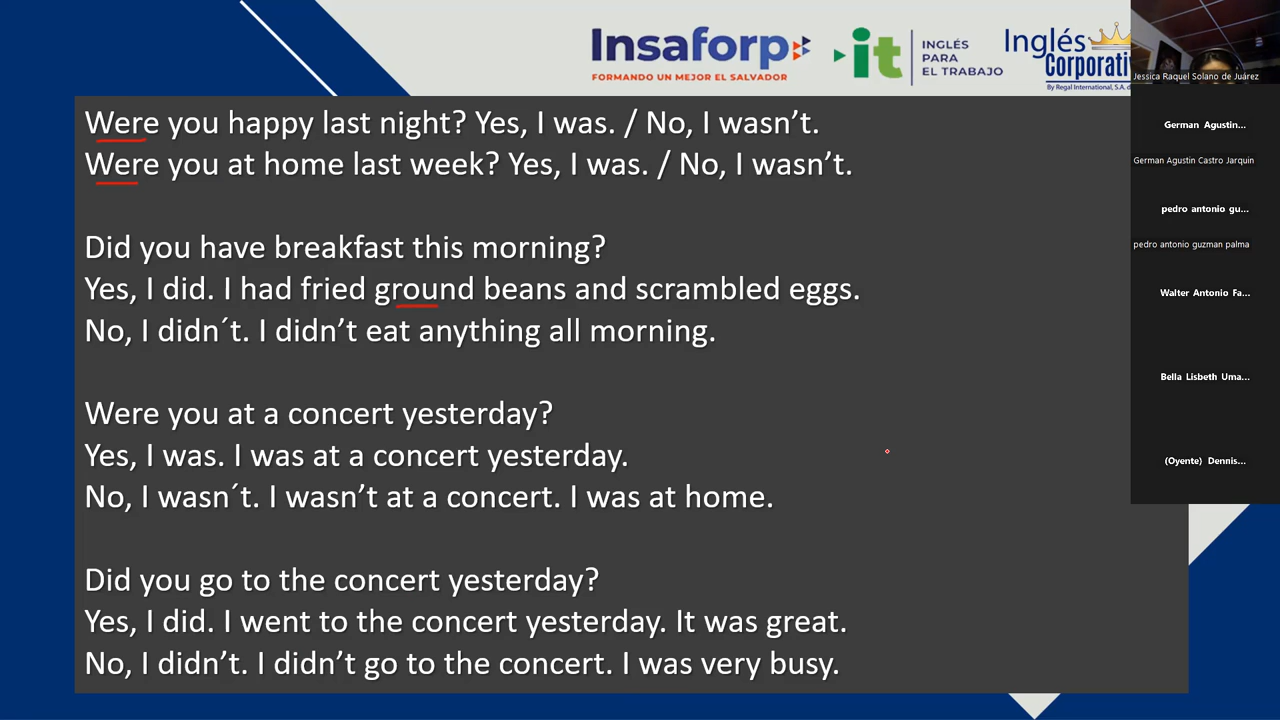 Insaforp
FORMANDO UN MEJOR EL SALVADOR
it
INGLÉS
PARA
EL TRABAJO
Inglés
Corporativ
By Regal International, S.A. d
Were you happy last night? Yes, I was. / No, I wasn’t.
Were you at home last week? Yes, I was. / No, I wasn’t.
Did you have breakfast this morning?
Yes, I did. I had fried ground beans and scrambled eggs.
No, I didn´t. I didn’t eat anything all morning.
Were you at a concert yesterday?
Yes, I was. I was at a concert yesterday.
No, I wasn´t. I wasn’t at a concert. I was at home.
Did you go to the concert yesterday?
Yes, I did. I went to the concert yesterday. It was great.
No, I didn’t. I didn’t go to the concert. I was very busy.
Jessica Raquel Solano de Juárez
German Agustin...
German Agustin Castro Jarquin
pedro antonio gu...
pedro antonio guzman palma
Walter Antonio Fa...
Bella Lisbeth Uma...
(Oyente) Dennis...